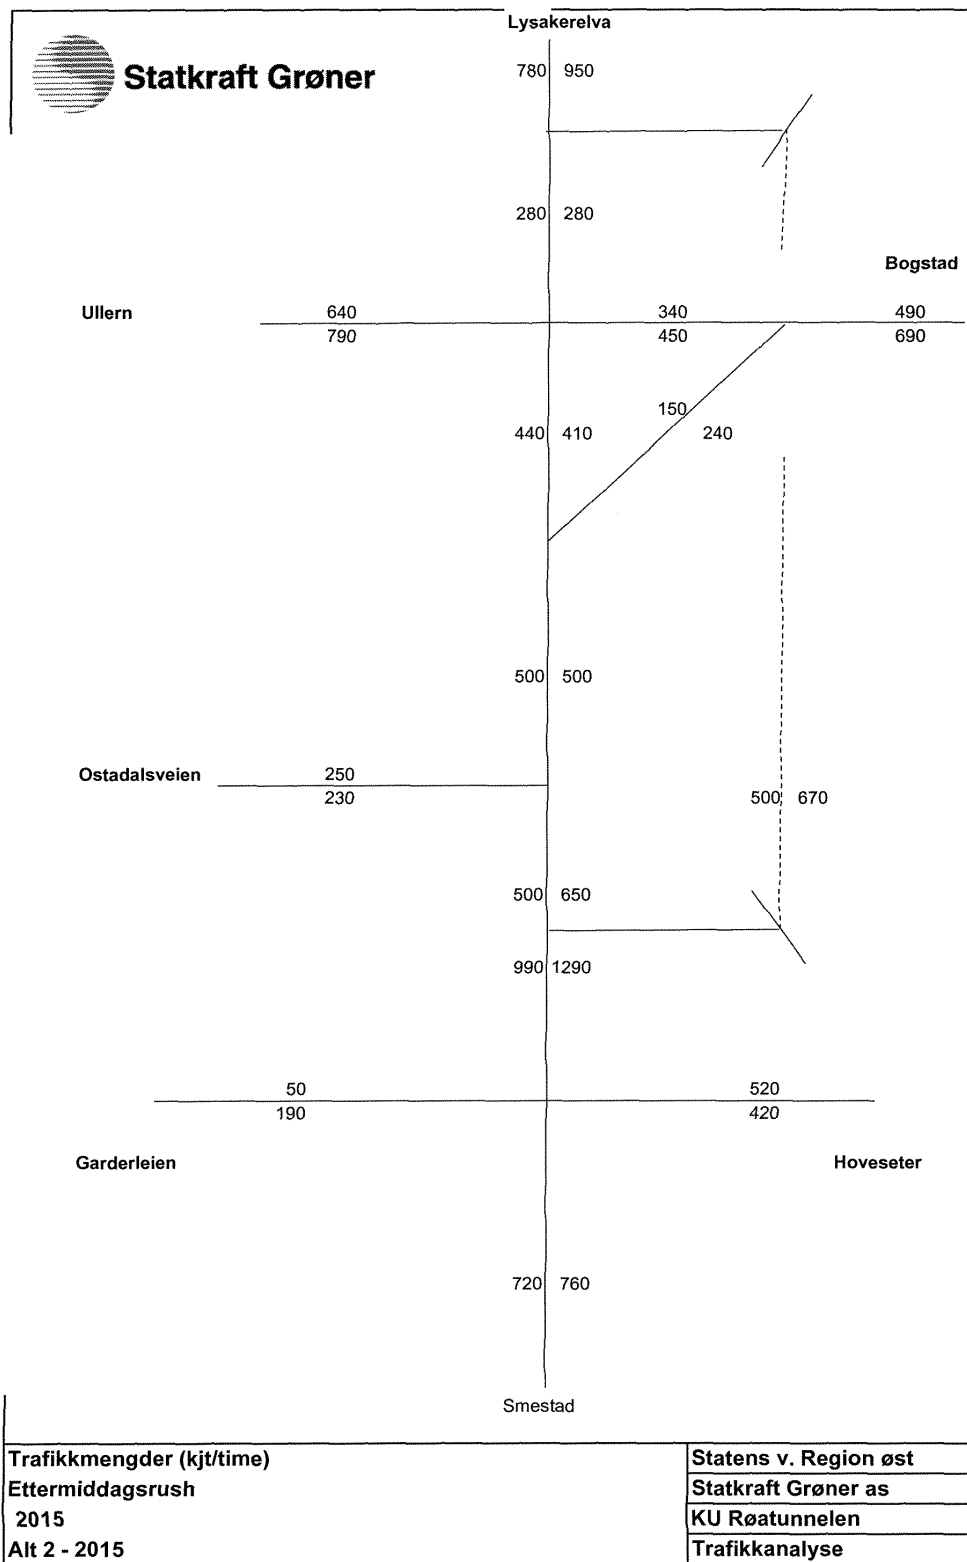 Lysakerelva
Statkraft Grøner
780 950
280 280
Bogstad
Ullern 640 340 490
790 450 690
150
440 410 240
500 500
Ostadalsveien 250
230 500 670
500 650
990 1290
50 520
190 420
Garderleien Hoveseter
720 760
Smestad
Trafikkmengder (kjt/time) Statens v. Region øst
Ettermiddagsrush Statkraft Grøner as
2015 KU Røatunnelen
Alt 2 - 2015 Trafikkanalyse